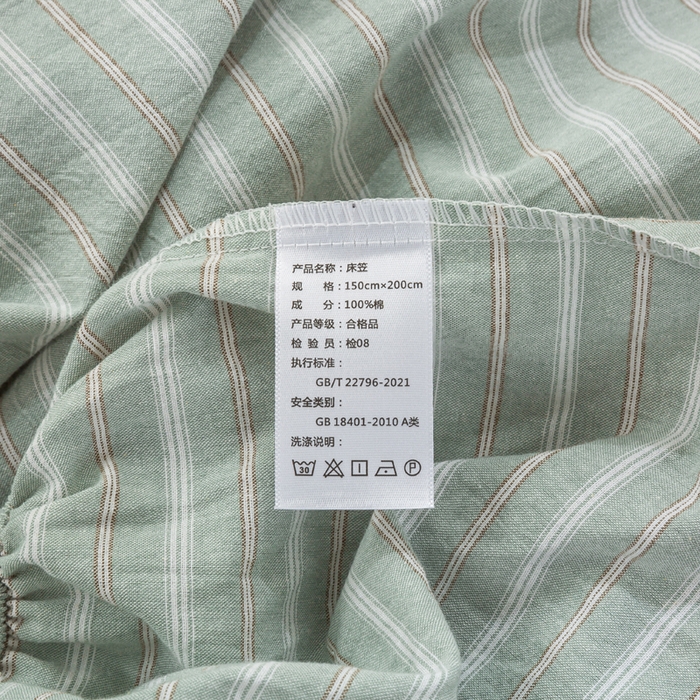 产品名称：床笠
规 格：150cm×200cm
成 分：100%棉
产品等级：合格品
检 验 员：检08
执行标准：
GB/T 22796-2021
安全类别：
GB 18401-2010 A类
洗涤说明：
30 P